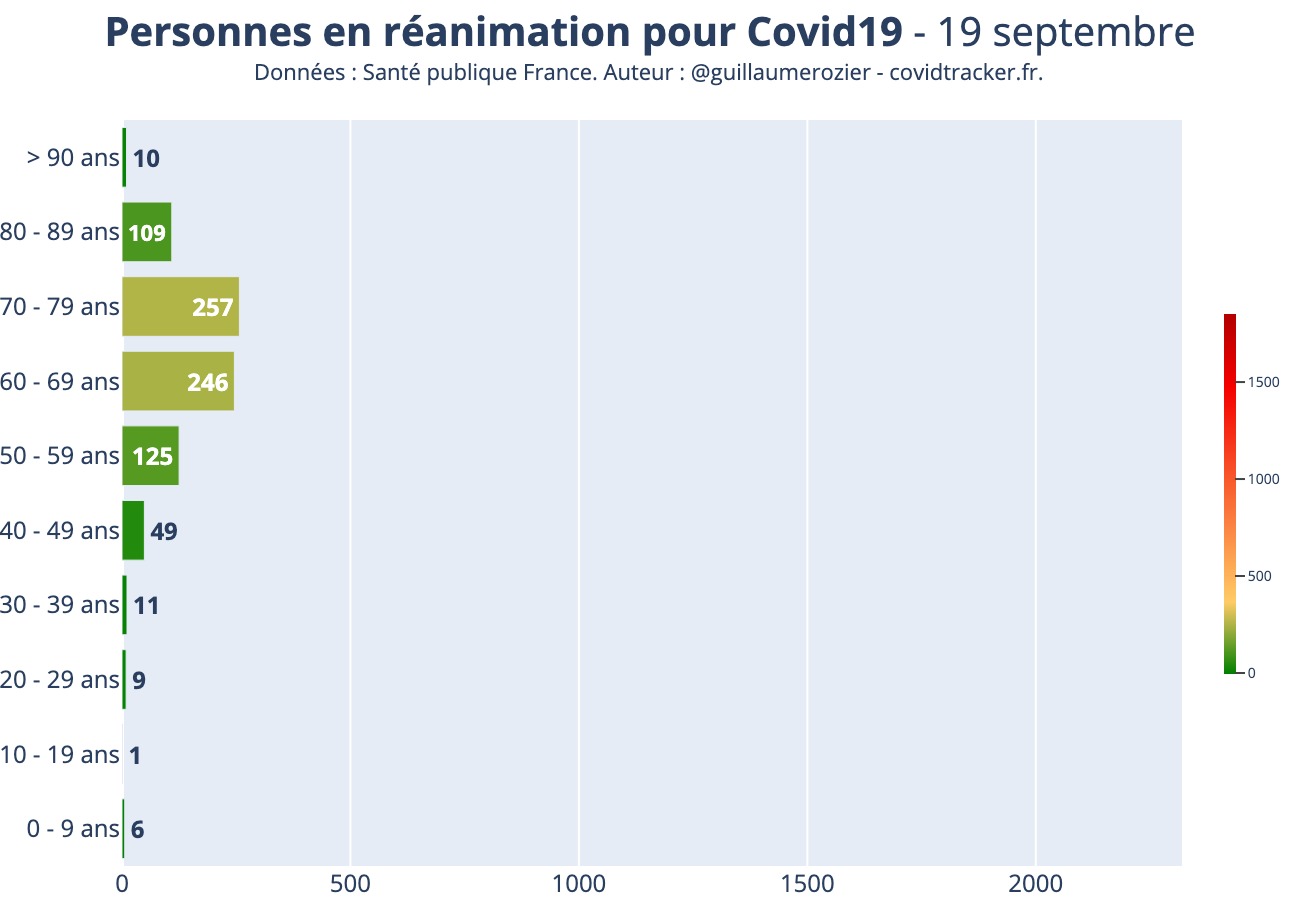 Personnes en réanimation pour Covid19 - 19 septembre
Données : Santé publique France. Auteur : @guillaumerozier - covidtracker.fr.
> 90 ans 10
80 - 89 ans 109
70 - 79 ans 257
60 - 69 ans 246
50 - 59 ans 125
40 - 49 ans 49
30 - 39 ans 11
20 - 29 ans 9
10 - 19 ans 1
0 - 9 ans 6
0 500 1000 1500 2000
1500
1000
500
0